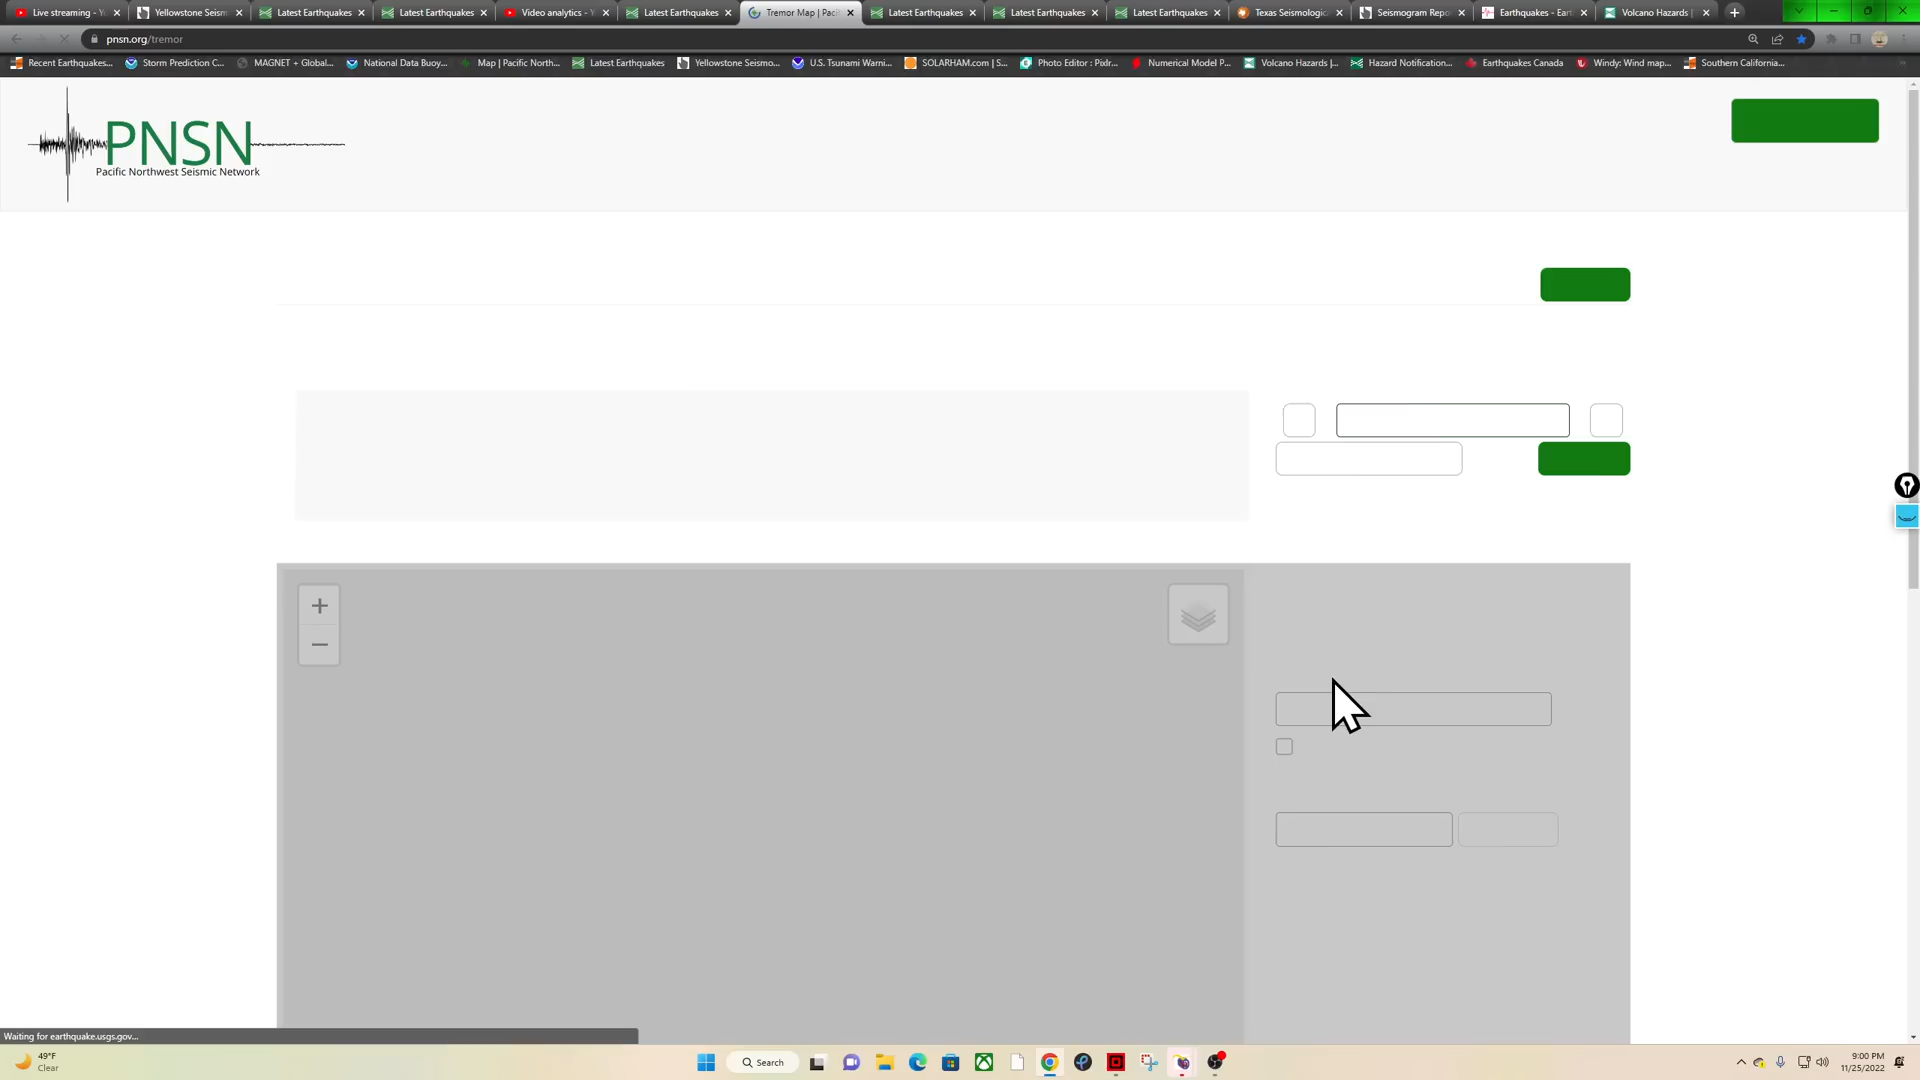 Live streaming - Y
Yellowstone Seism
Latest Earthquakes
Latest Earthquakes
Video analytics - Y
Latest Earthquakes
Tremor Map | Paci
Latest Earthquakes
Latest Earthquakes
Latest Earthquakes
Texas Seismologic
Seismogram Repo
Earthquakes - Eart
Volcano Hazards |
pnsn.org/tremor
Recent Earthquakes...
Storm Prediction C...
MAGNET + Global...
National Data Buoy...
Map | Pacific North...
Latest Earthquakes
Yellowstone Seismo...
U.S. Tsunami Warni...
SOLARHAM.com | S...
Photo Editor : Pixlr...
Numerical Model P...
Volcano Hazards |...
Hazard Notification...
Earthquakes Canada
Windy: Wind map...
Southern California...
PNSN
Pacific Northwest Seismic Network
Waiting for earthquake.usgs.gov...
49°F
Clear
Search
9:00 PM
11/25/2022